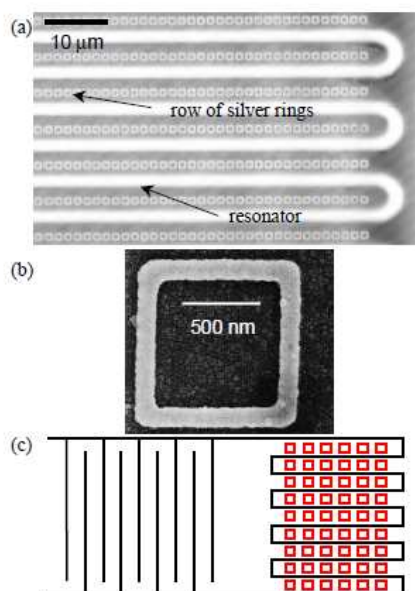 (a)
10 μm
row of silver rings
resonator
(b)
500 nm
(c)